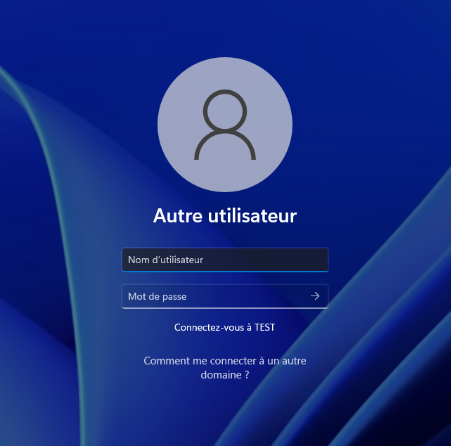 Autre utilisateur
Nom d'utilisateur
Mot de passe
Connectez-vous à TEST
Comment me connecter à un autre
domaine ?